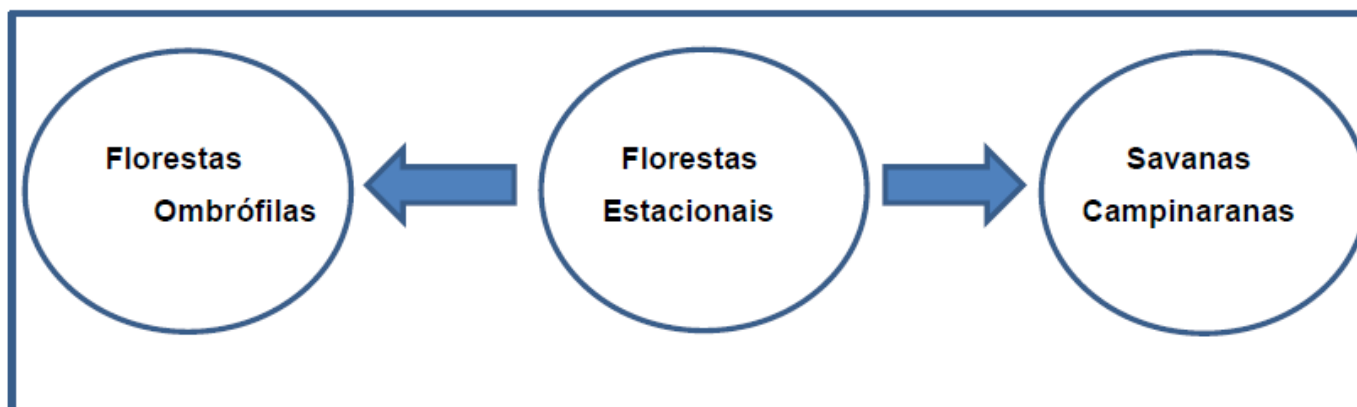 Florestas
Ombrófilas
Florestas
Estacionais
Savanas
Campinaranas